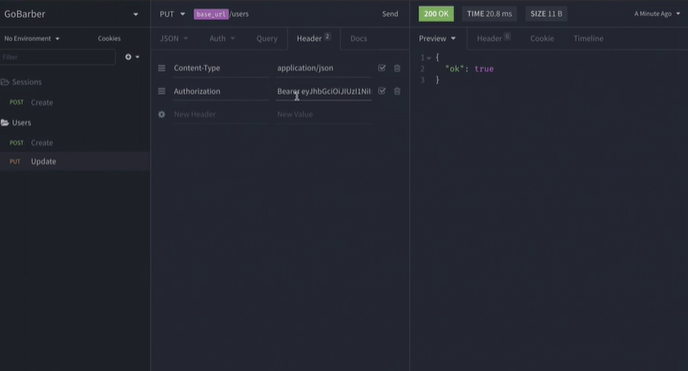 GoBarber
PUT base_url /users Send
200 OK TIME 20.8 ms SIZE 11 B A Minute Ago
No Environment Cookies
JSON Auth Query Header 2 Docs
Preview Header Cookie Timeline
Filter
Content-Type application/json
1 {
2 "ok": true
3 }
Sessions
Authorization
Bearer
POST Create
New Header New Value
Users
POST Create
PUT Update